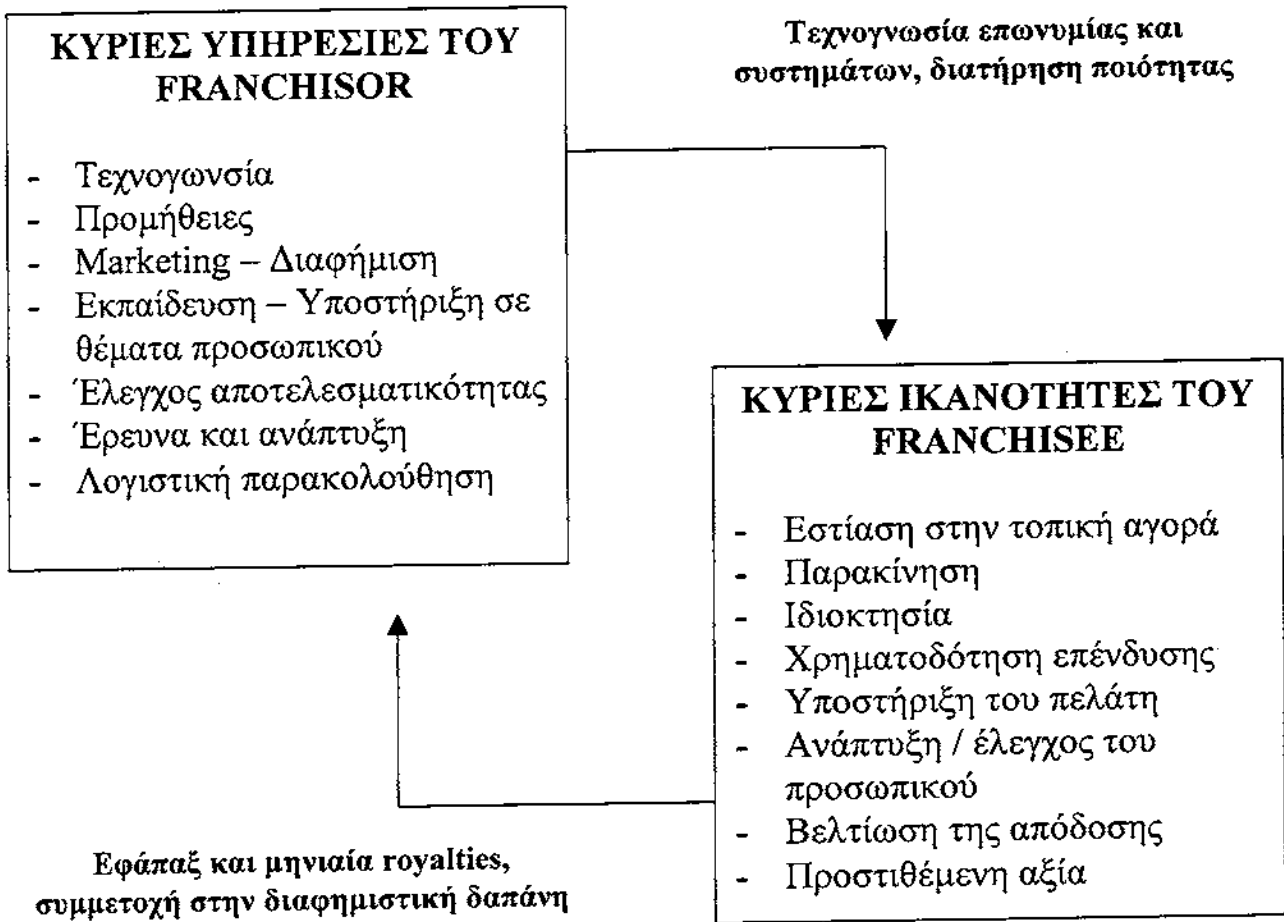 ΚΥΡΙΕΣ ΥΠΗΡΕΣΙΕΣ ΤΟΥ
FRANCHISOR
- Τεχνογωνσία
- Προμήθειες
- Marketing – Διαφήμιση
- Εκπαίδευση – Υποστήριξη σε
θέματα προσωπικού
- Έλεγχος αποτελεσματικότητας
- Έρευνα και ανάπτυξη
- Λογιστική παρακολούθηση
Τεχνογνωσία επωνυμίας και
συστημάτων, διατήρηση ποιότητας
ΚΥΡΙΕΣ ΙΚΑΝΟΤΗΤΕΣ ΤΟΥ
FRANCHISEE
- Εστίαση στην τοπική αγορά
- Παρακίνηση
- Ιδιοκτησία
- Χρηματοδότηση επένδυσης
- Υποστήριξη του πελάτη
- Ανάπτυξη / έλεγχος του
προσωπικού
- Βελτίωση της απόδοσης
- Προστιθέμενη αξία
Εφάπαξ και μηνιαία royalties,
συμμετοχή στην διαφημιστική δαπάνη